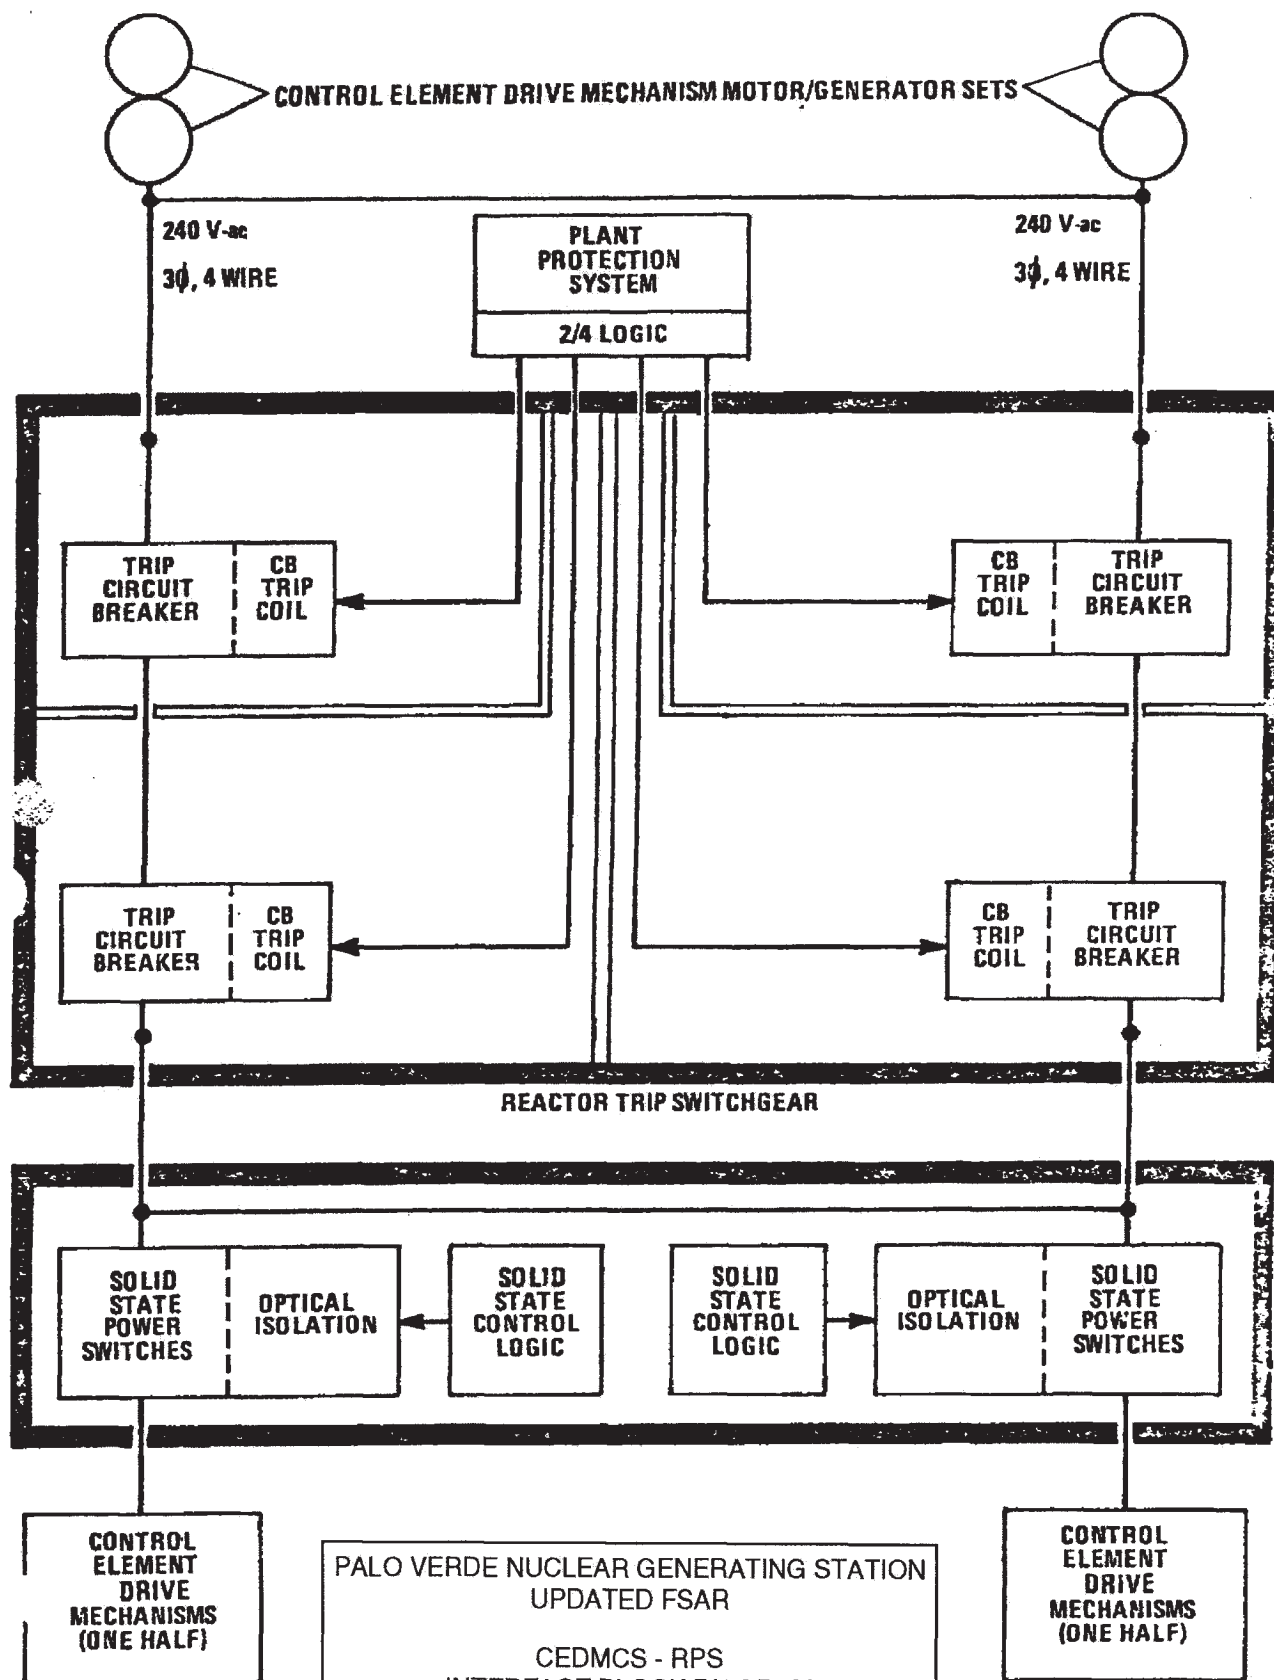 CONTROL ELEMENT DRIVE MECHANISM MOTOR/GENERATOR SETS
240 V-ac
3ϕ, 4 WIRE
240 V-ac
3ϕ, 4 WIRE
PLANT
PROTECTION
SYSTEM
2/4 LOGIC
TRIP
CIRCUIT
BREAKER
CB
TRIP
COIL
CB
TRIP
COIL
TRIP
CIRCUIT
BREAKER
TRIP
CIRCUIT
BREAKER
CB
TRIP
COIL
CB
TRIP
COIL
TRIP
CIRCUIT
BREAKER
REACTOR TRIP SWITCHGEAR
SOLID
STATE
POWER
SWITCHES
OPTICAL
ISOLATION
SOLID
STATE
CONTROL
LOGIC
SOLID
STATE
CONTROL
LOGIC
OPTICAL
ISOLATION
SOLID
STATE
POWER
SWITCHES
CONTROL
ELEMENT
DRIVE
MECHANISMS
(ONE HALF)
PALO VERDE NUCLEAR GENERATING STATION
UPDATED FSAR
CEDMCS - RPS
CONTROL
ELEMENT
DRIVE
MECHANISMS
(ONE HALF)